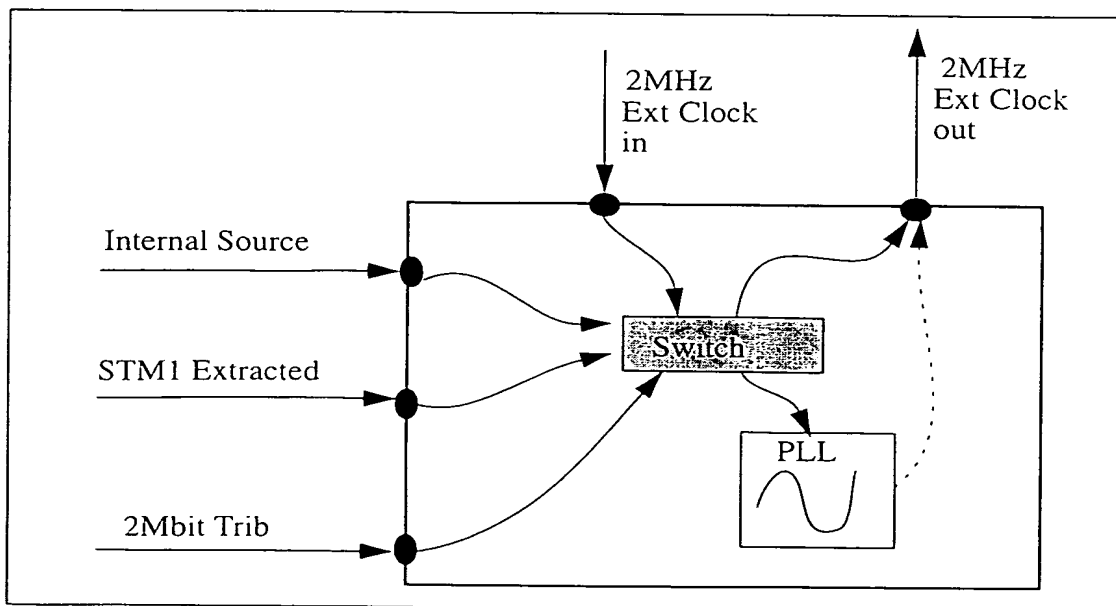 2MHz
Ext Clock
in
2MHz
Ext Clock
out
Internal Source
STM1 Extracted
2Mbit Trib
Switch
PLL